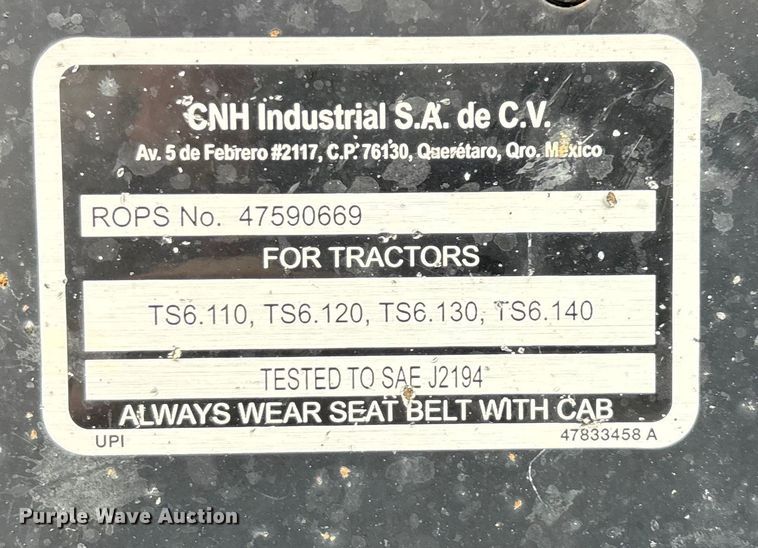 CNH Industrial S.A. de C.V.
Av. 5 de Febrero #2117, C.P. 76130, Querétaro, Qro. México
ROPS No. 47590669
FOR TRACTORS
TS6.110, TS6.120, TS6.130, TS6.140
TESTED TO SAE J2194
ALWAYS WEAR SEAT BELT WITH CAB
UPI 47833458 A
Purple Wave Auction